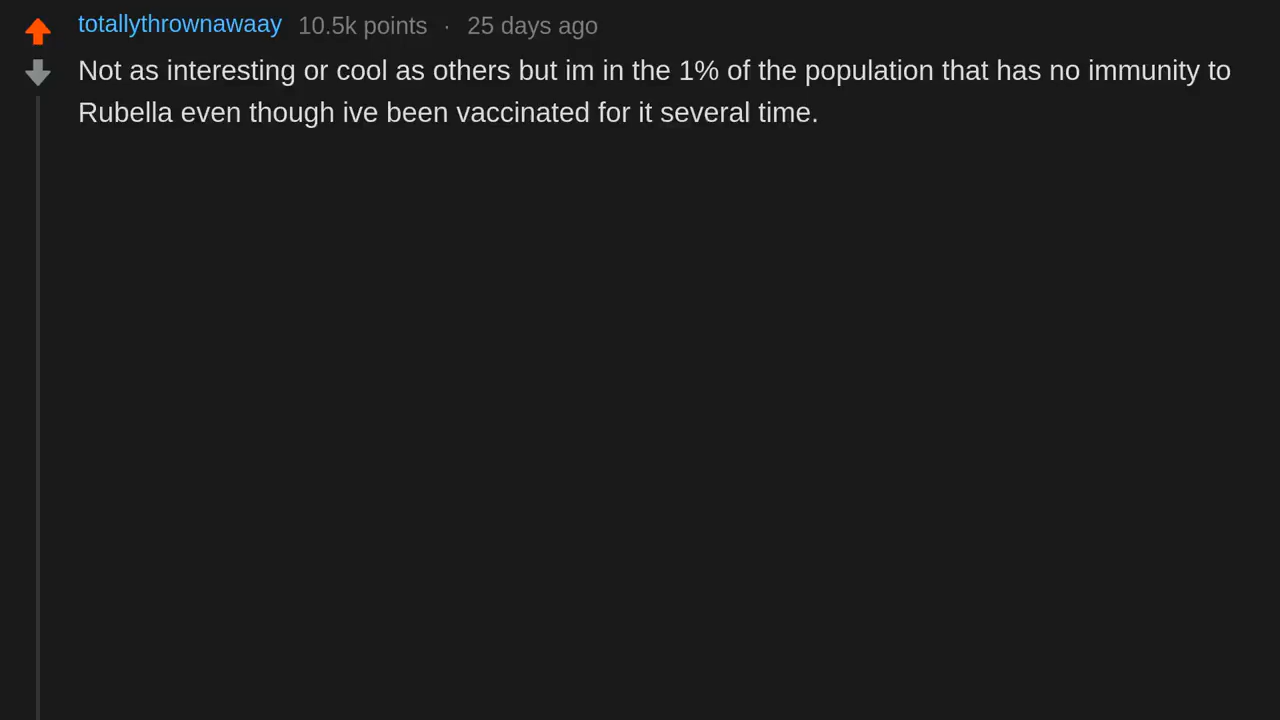 totallythrownawaay 10.5k points · 25 days ago
Not as interesting or cool as others but im in the 1% of the population that has no immunity to
Rubella even though ive been vaccinated for it several time.